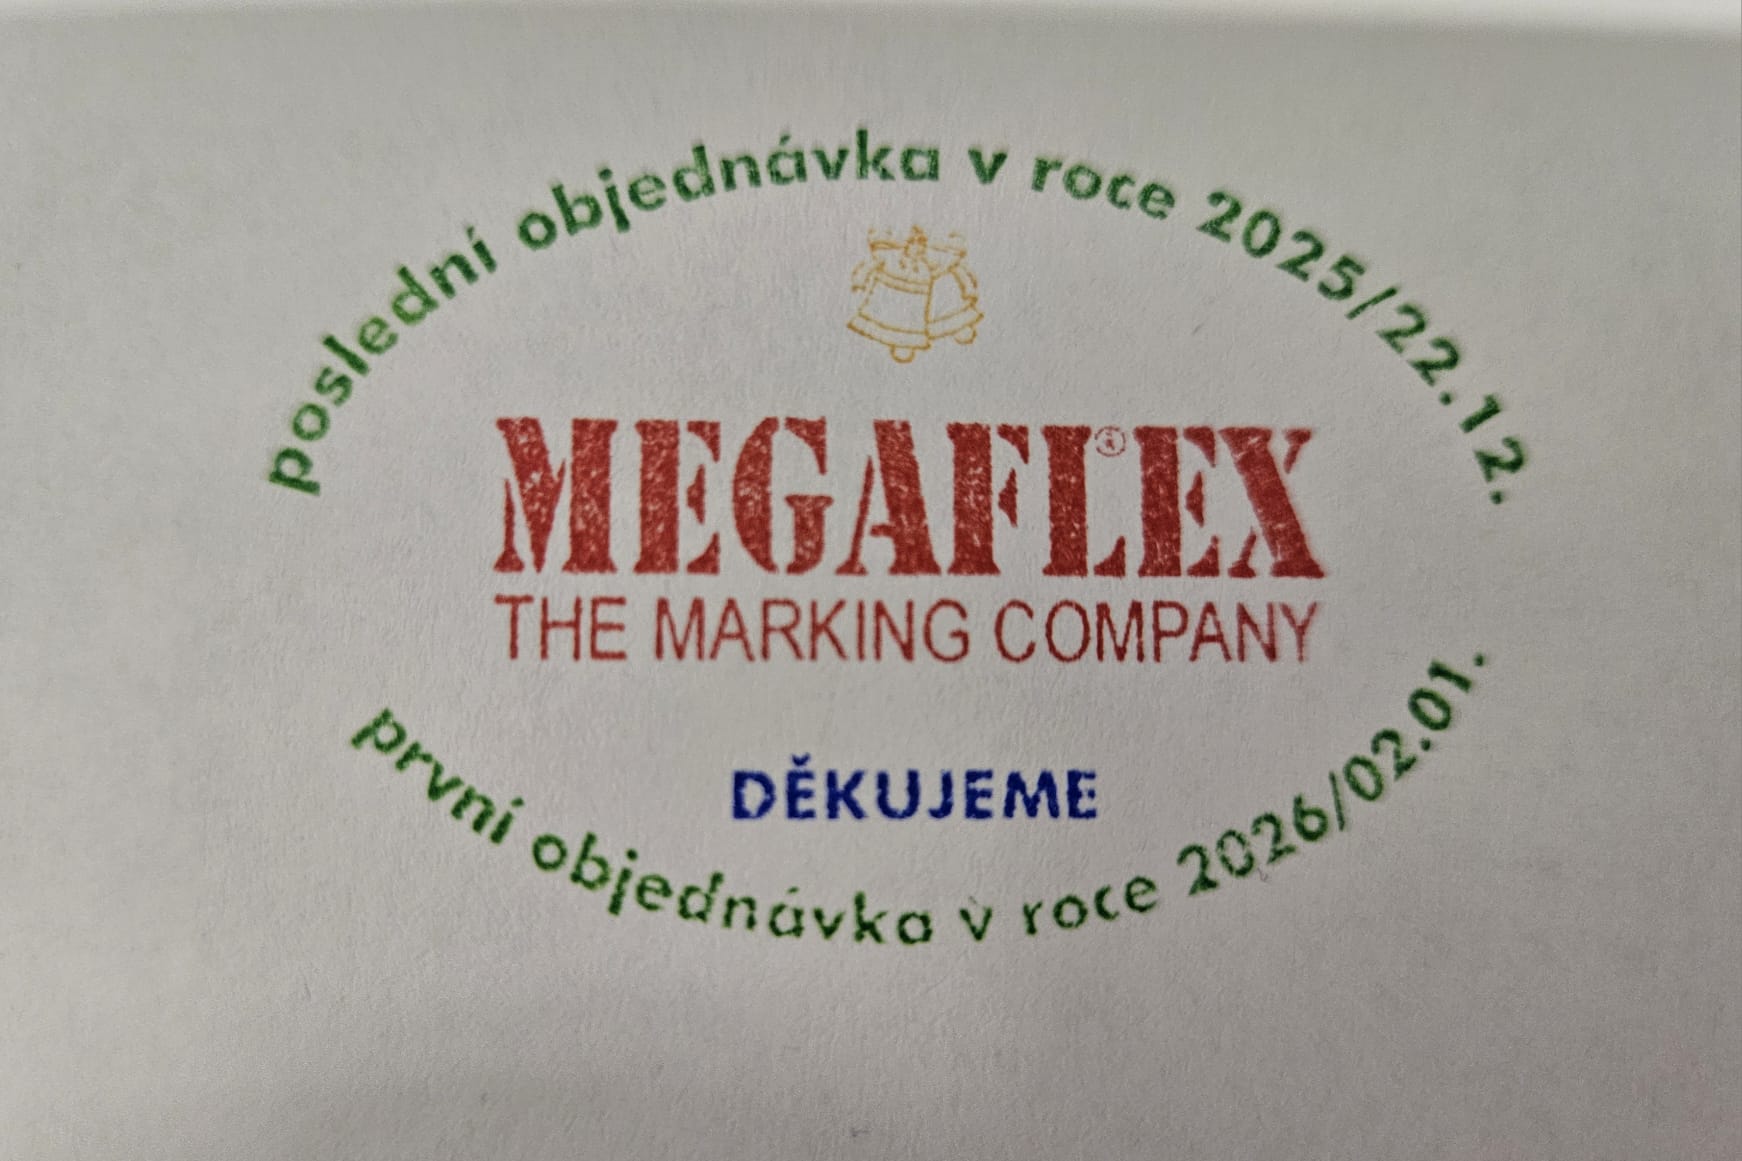 poslední objednávka v roce 2025/22.12.
MEGAFLEX®
THE MARKING COMPANY
DĚKUJEME
první objednávka v roce 2026/02.01.